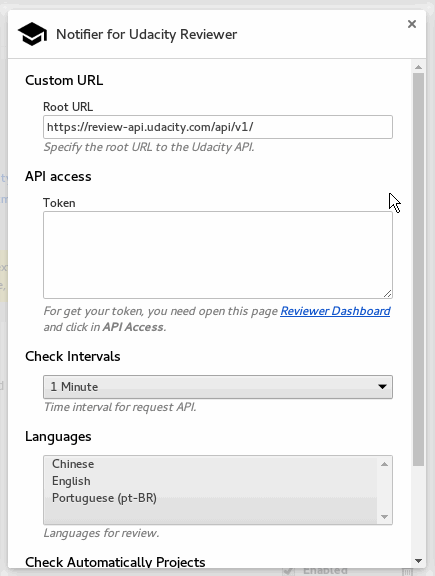 Notifier for Udacity Reviewer
Custom URL
Root URL
https://review-api.udacity.com/api/v1/
Specify the root URL to the Udacity API.
API access
Token
For get your token, you need open this page Reviewer Dashboard
and click in API Access.
Check Intervals
1 Minute
Time interval for request API.
Languages
Chinese
English
Portuguese (pt-BR)
Languages for review.
Check Automatically Projects
Enabled